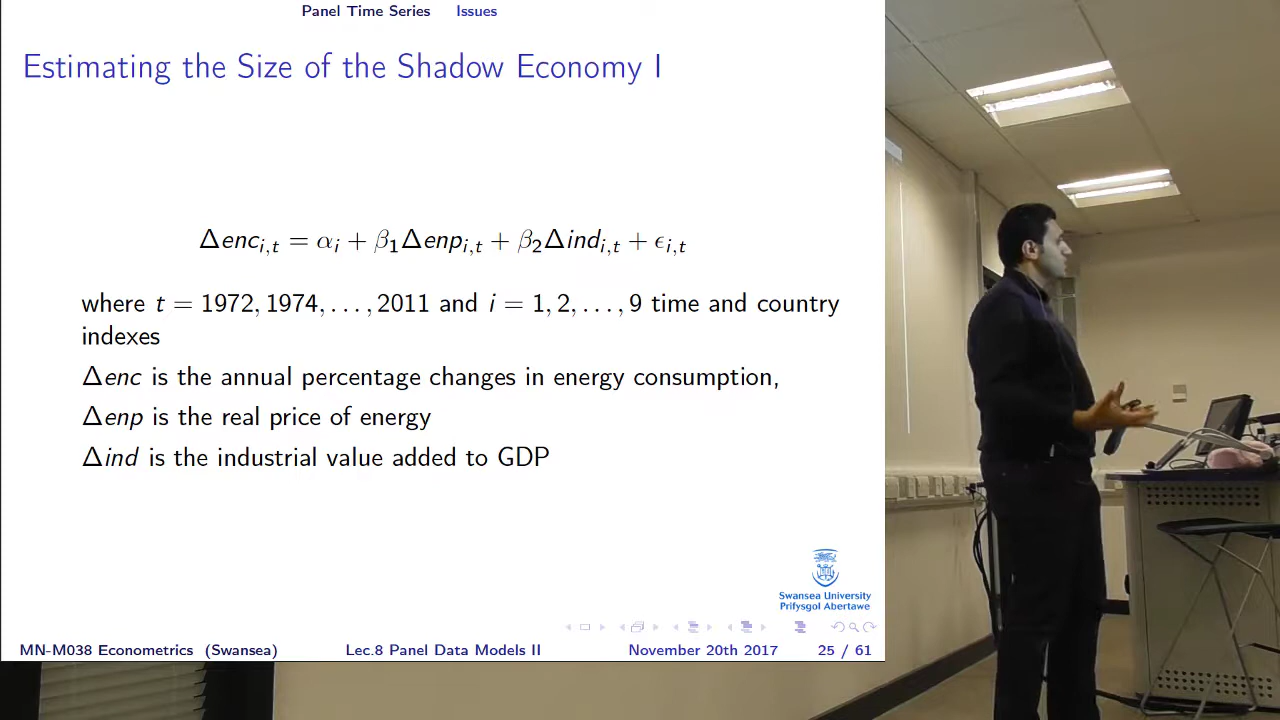 Panel Time Series Issues
Estimating the Size of the Shadow Economy I
Δenc_{i,t} = α_i + β_1Δenp_{i,t} + β_2Δind_{i,t} + ϵ_{i,t}
where t = 1972, 1974, . . . , 2011 and i = 1, 2, . . . , 9 time and country
indexes
Δenc is the annual percentage changes in energy consumption,
Δenp is the real price of energy
Δind is the industrial value added to GDP
Swansea University
Prifysgol Abertawe
MN-M038 Econometrics (Swansea) Lec.8 Panel Data Models II November 20th 2017 25 / 61